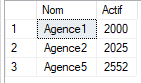 Nom Actif
1 Agence1 2000
2 Agence2 2025
3 Agence5 2552